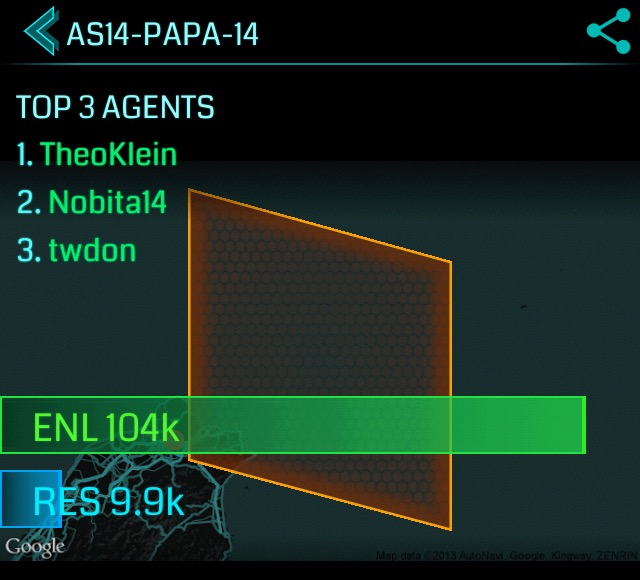 AS14-PAPA-14
TOP 3 AGENTS
1. TheoKlein
2. Nobita14
3. twdon
ENL 104k
RES 9.9k
Google
Map data ©2013 AutoNavi, Google, Kingway, ZENRIN